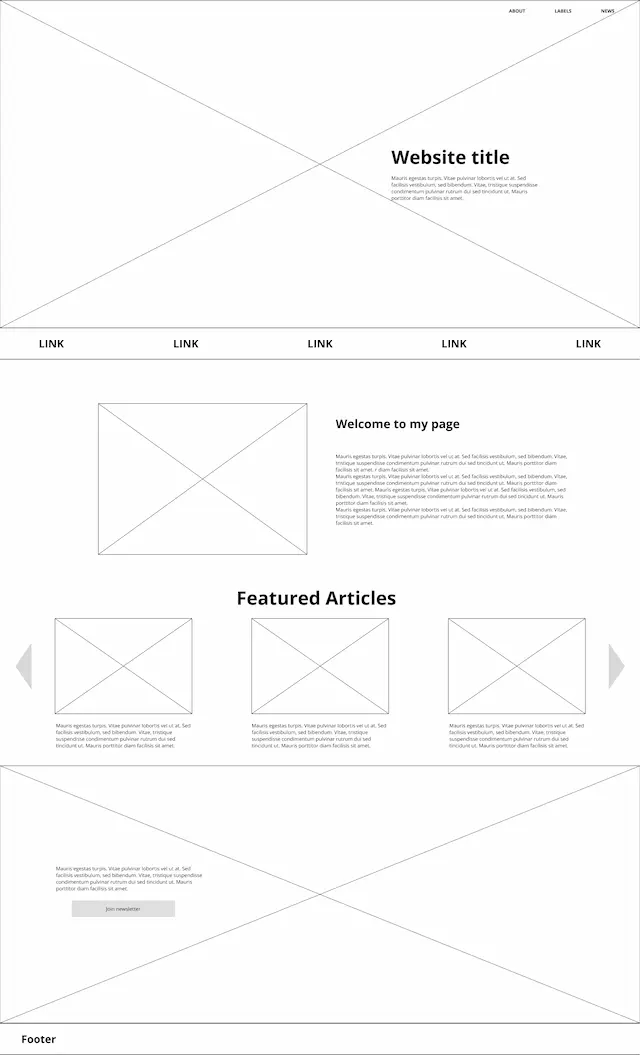 ABOUT LABELS NEWS
Website title
Mauris egestas turpis. Vitae pulvinar lobortis vel ut at. Sed
facilisis vestibulum, sed bibendum. Vitae, tristique suspendisse
condimentum pulvinar rutrum dui sed tincidunt ut. Mauris
porttitor diam facilisis sit amet.
LINK LINK LINK LINK LINK
Welcome to my page
Mauris egestas turpis. Vitae pulvinar lobortis vel ut at. Sed facilisis vestibulum, sed bibendum. Vitae,
tristique suspendisse condimentum pulvinar rutrum dui sed tincidunt ut. Mauris porttitor diam
facilisis sit amet. r diam facilisis sit amet.
Mauris egestas turpis. Vitae pulvinar lobortis vel ut at. Sed facilisis vestibulum, sed bibendum. Vitae,
tristique suspendisse condimentum pulvinar rutrum dui sed tincidunt ut. Mauris porttitor diam
facilisis sit amet. Mauris egestas turpis. Vitae pulvinar lobortis vel ut at. Sed facilisis vestibulum, sed
bibendum. Vitae, tristique suspendisse condimentum pulvinar rutrum dui sed tincidunt ut. Mauris
porttitor diam facilisis sit amet.
Mauris egestas turpis. Vitae pulvinar lobortis vel ut at. Sed facilisis vestibulum, sed bibendum. Vitae,
tristique suspendisse condimentum pulvinar rutrum dui sed tincidunt ut. Mauris porttitor diam
facilisis sit amet.
Featured Articles
Mauris egestas turpis. Vitae pulvinar lobortis vel ut at. Sed
facilisis vestibulum, sed bibendum. Vitae, tristique
suspendisse condimentum pulvinar rutrum dui sed
tincidunt ut. Mauris porttitor diam facilisis sit amet.
Mauris egestas turpis. Vitae pulvinar lobortis vel ut at. Sed
facilisis vestibulum, sed bibendum. Vitae, tristique
suspendisse condimentum pulvinar rutrum dui sed
tincidunt ut. Mauris porttitor diam facilisis sit amet.
Mauris egestas turpis. Vitae pulvinar lobortis vel ut at. Sed
facilisis vestibulum, sed bibendum. Vitae, tristique
suspendisse condimentum pulvinar rutrum dui sed
tincidunt ut. Mauris porttitor diam facilisis sit amet.
Mauris egestas turpis. Vitae pulvinar lobortis vel ut at. Sed
facilisis vestibulum, sed bibendum. Vitae, tristique suspendisse
condimentum pulvinar rutrum dui sed tincidunt ut. Mauris
porttitor diam facilisis sit amet.
Join newsletter
Footer